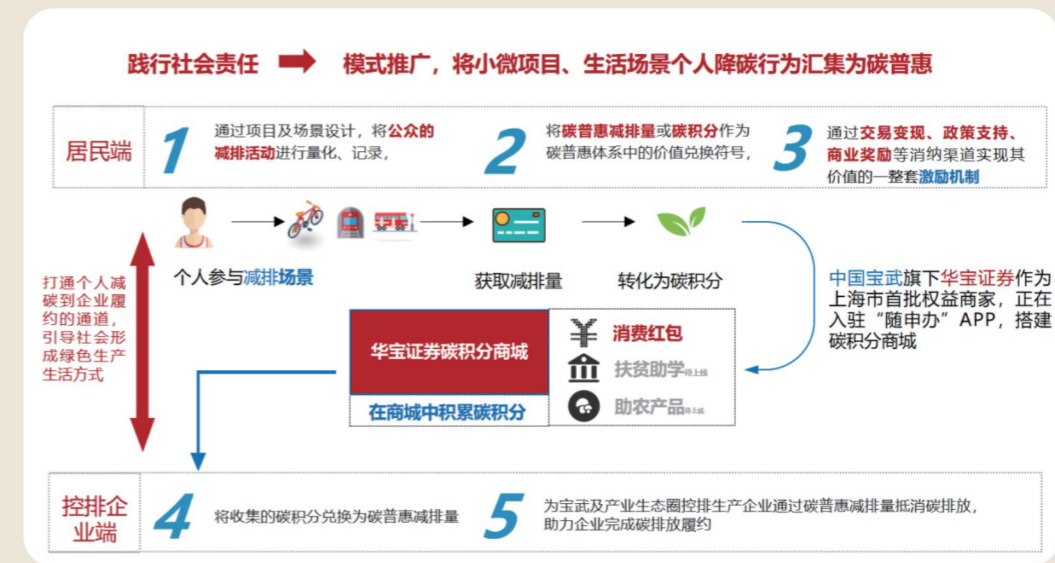 践行社会责任 模式推广，将小微项目、生活场景个人降碳行为汇集为碳普惠
居民端
1
通过项目及场景设计，将公众的
减排活动进行量化、记录，
2
将碳普惠减排量或碳积分作为
碳普惠体系中的价值兑换符号，
3
通过交易变现、政策支持、
商业奖励等消纳渠道实现其
价值的一整套激励机制
个人参与减排场景
获取减排量
转化为碳积分
打通个人减
碳到企业履
约的通道，
引导社会形
成绿色生产
生活方式
中国宝武旗下华宝证券作为
上海市首批权益商家，正在
入驻“随申办”APP，搭建
碳积分商城
华宝证券碳积分商城
在商城中积累碳积分
消费红包
扶贫助学待上线
助农产品待上线
控排企
业端
4
将收集的碳积分兑换为碳普惠减排量
5
为宝武及产业生态圈控排生产企业通过碳普惠减排量抵消碳排放，
助力企业完成碳排放履约